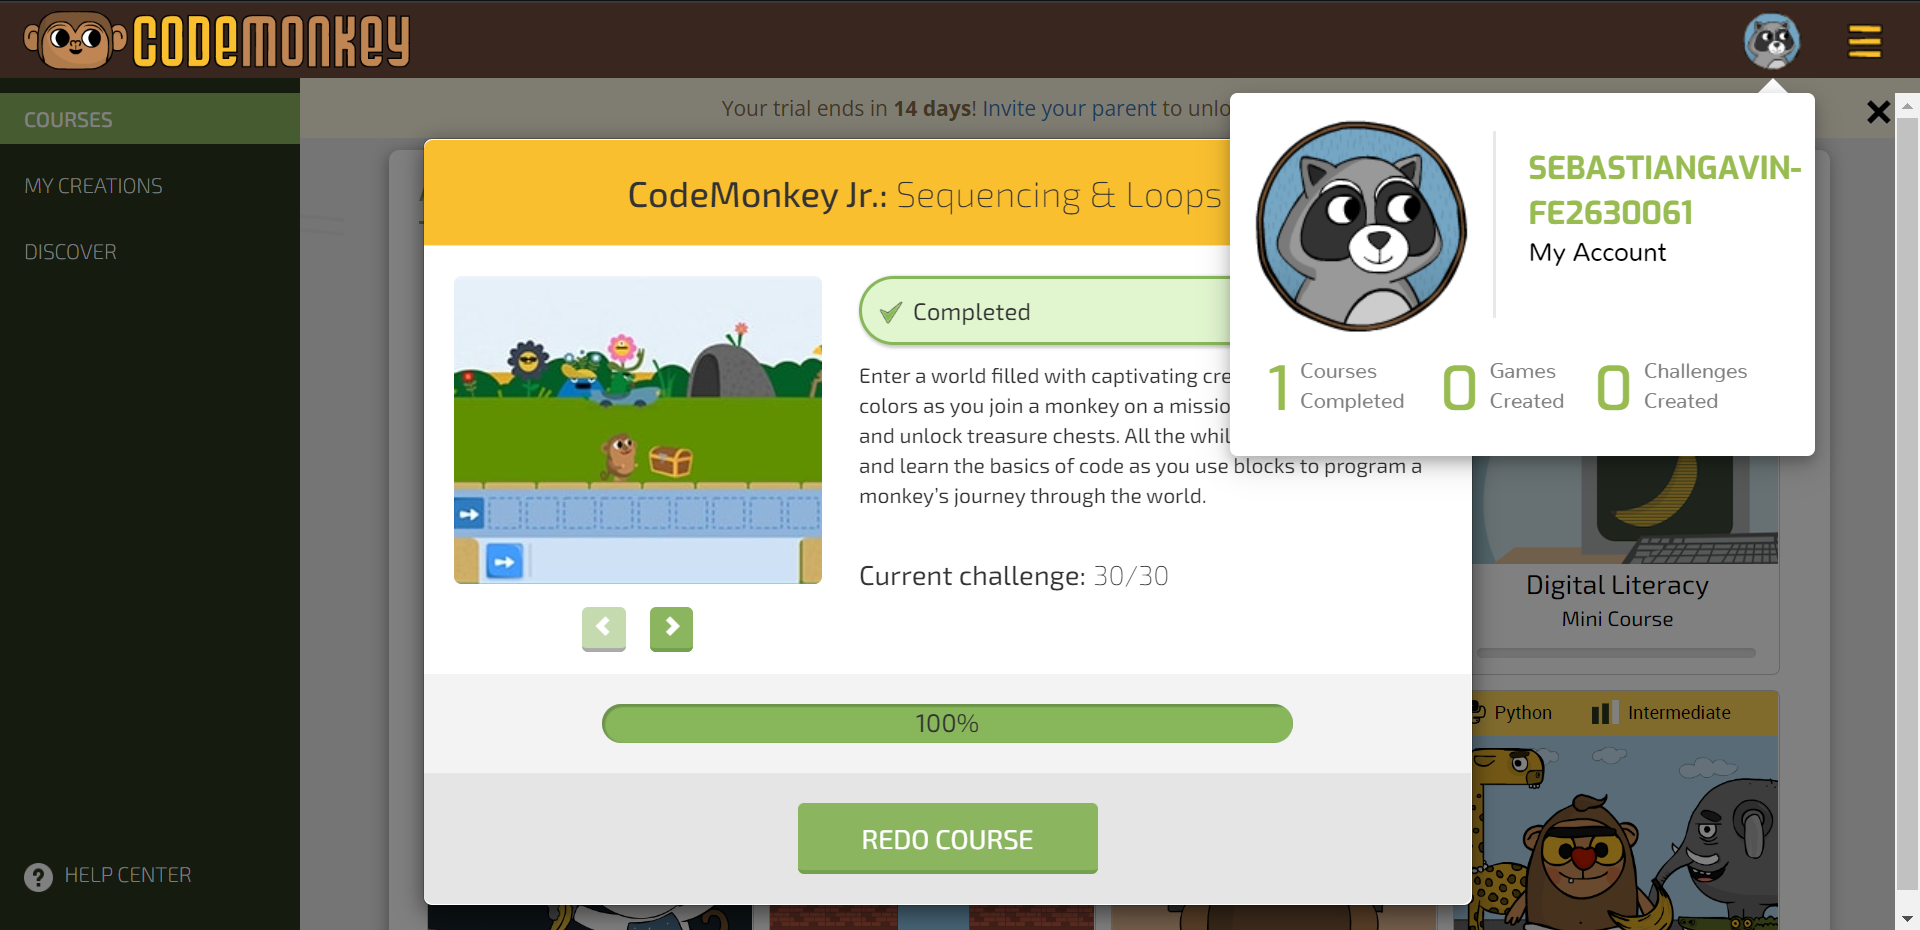 CODEMONKEY
COURSES
MY CREATIONS
DISCOVER
HELP CENTER
Your trial ends in 14 days! Invite your parent to
CodeMonkey Jr.: Sequencing & Loops
Completed
Enter a world filled with captivating
colors as you join a monkey on a
and unlock treasure chests. All the
and learn the basics of code as you use blocks to program a
monkey's journey through the world.
Current challenge: 30/30
100%
REDO COURSE
SEBASTIANGAVIN-
FE2630061
My Account
1 Courses Completed
0 Games Created
0 Challenges Created
Digital Literacy
Mini Course
Python Intermediate